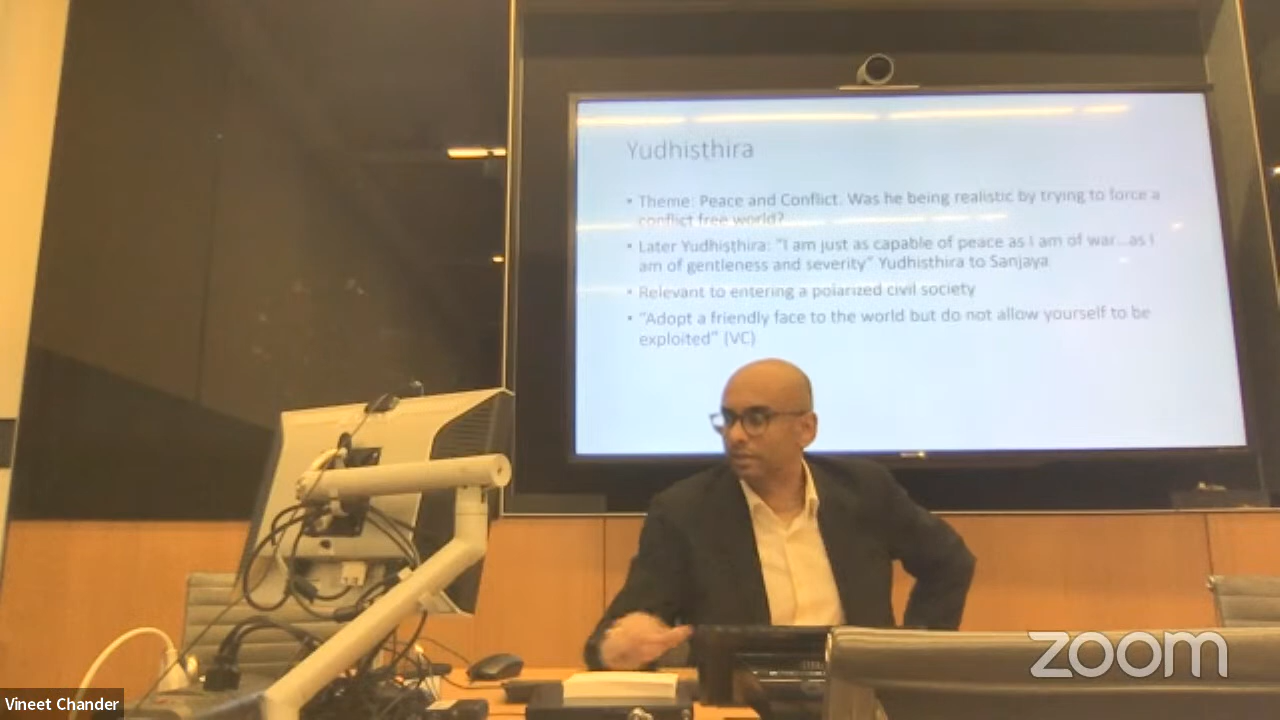 Yudhisthira
• Theme: Peace and Conflict. Was he being realistic by trying to force a
conflict free world?
• Later Yudhisthira: "I am just as capable of peace as I am of war...as I
am of gentleness and severity" Yudhisthira to Sanjaya
• Relevant to entering a polarized civil society
• "Adopt a friendly face to the world but do not allow yourself to be
exploited" (VC)
zoom
Vineet Chander